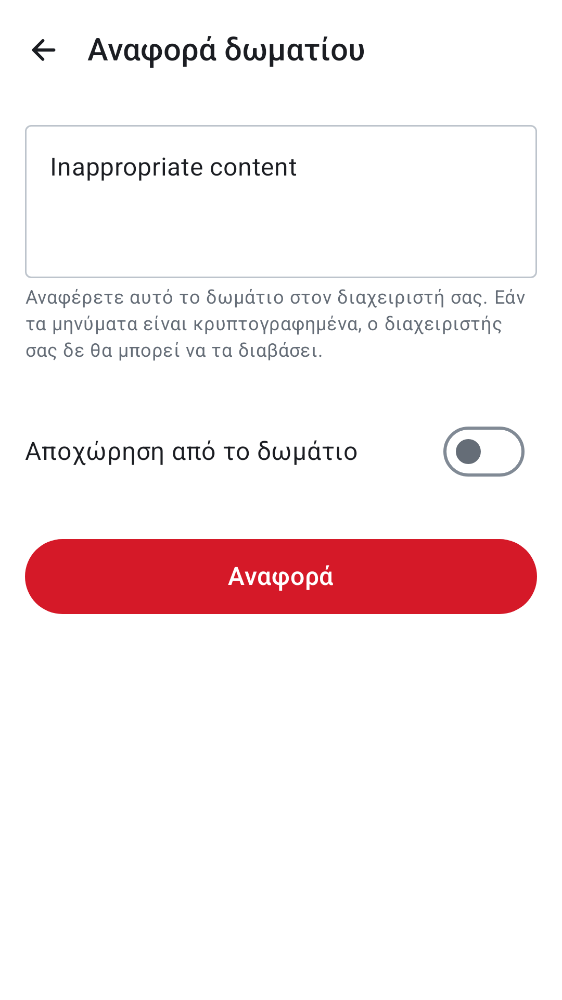 Αναφορά δωματίου
Inappropriate content
Αναφέρετε αυτό το δωμάτιο στον διαχειριστή σας. Εάν
τα μηνύματα είναι κρυπτογραφημένα, ο διαχειριστής
σας δε θα μπορεί να τα διαβάσει.
Αποχώρηση από το δωμάτιο
Αναφορά